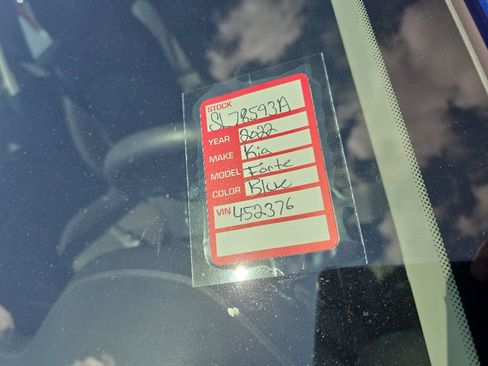 STOCK
SL78593A
YEAR 2022
MAKE Kia
MODEL Forte
COLOR Blue
VIN 452376